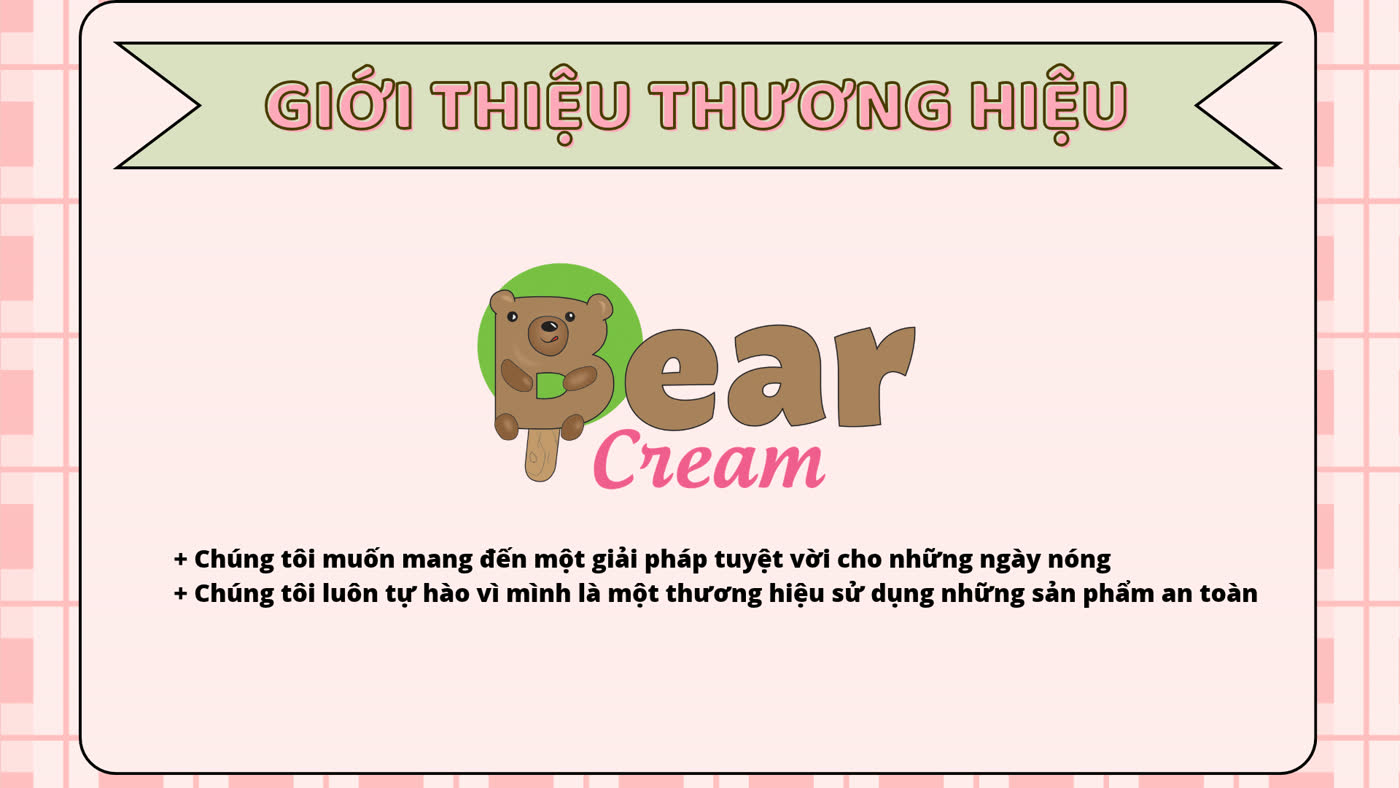 GIỚI THIỆU THƯƠNG HIỆU
Bear
Cream
+ Chúng tôi muốn mang đến một giải pháp tuyệt vời cho những ngày nóng
+ Chúng tôi luôn tự hào vì mình là một thương hiệu sử dụng những sản phẩm an toàn